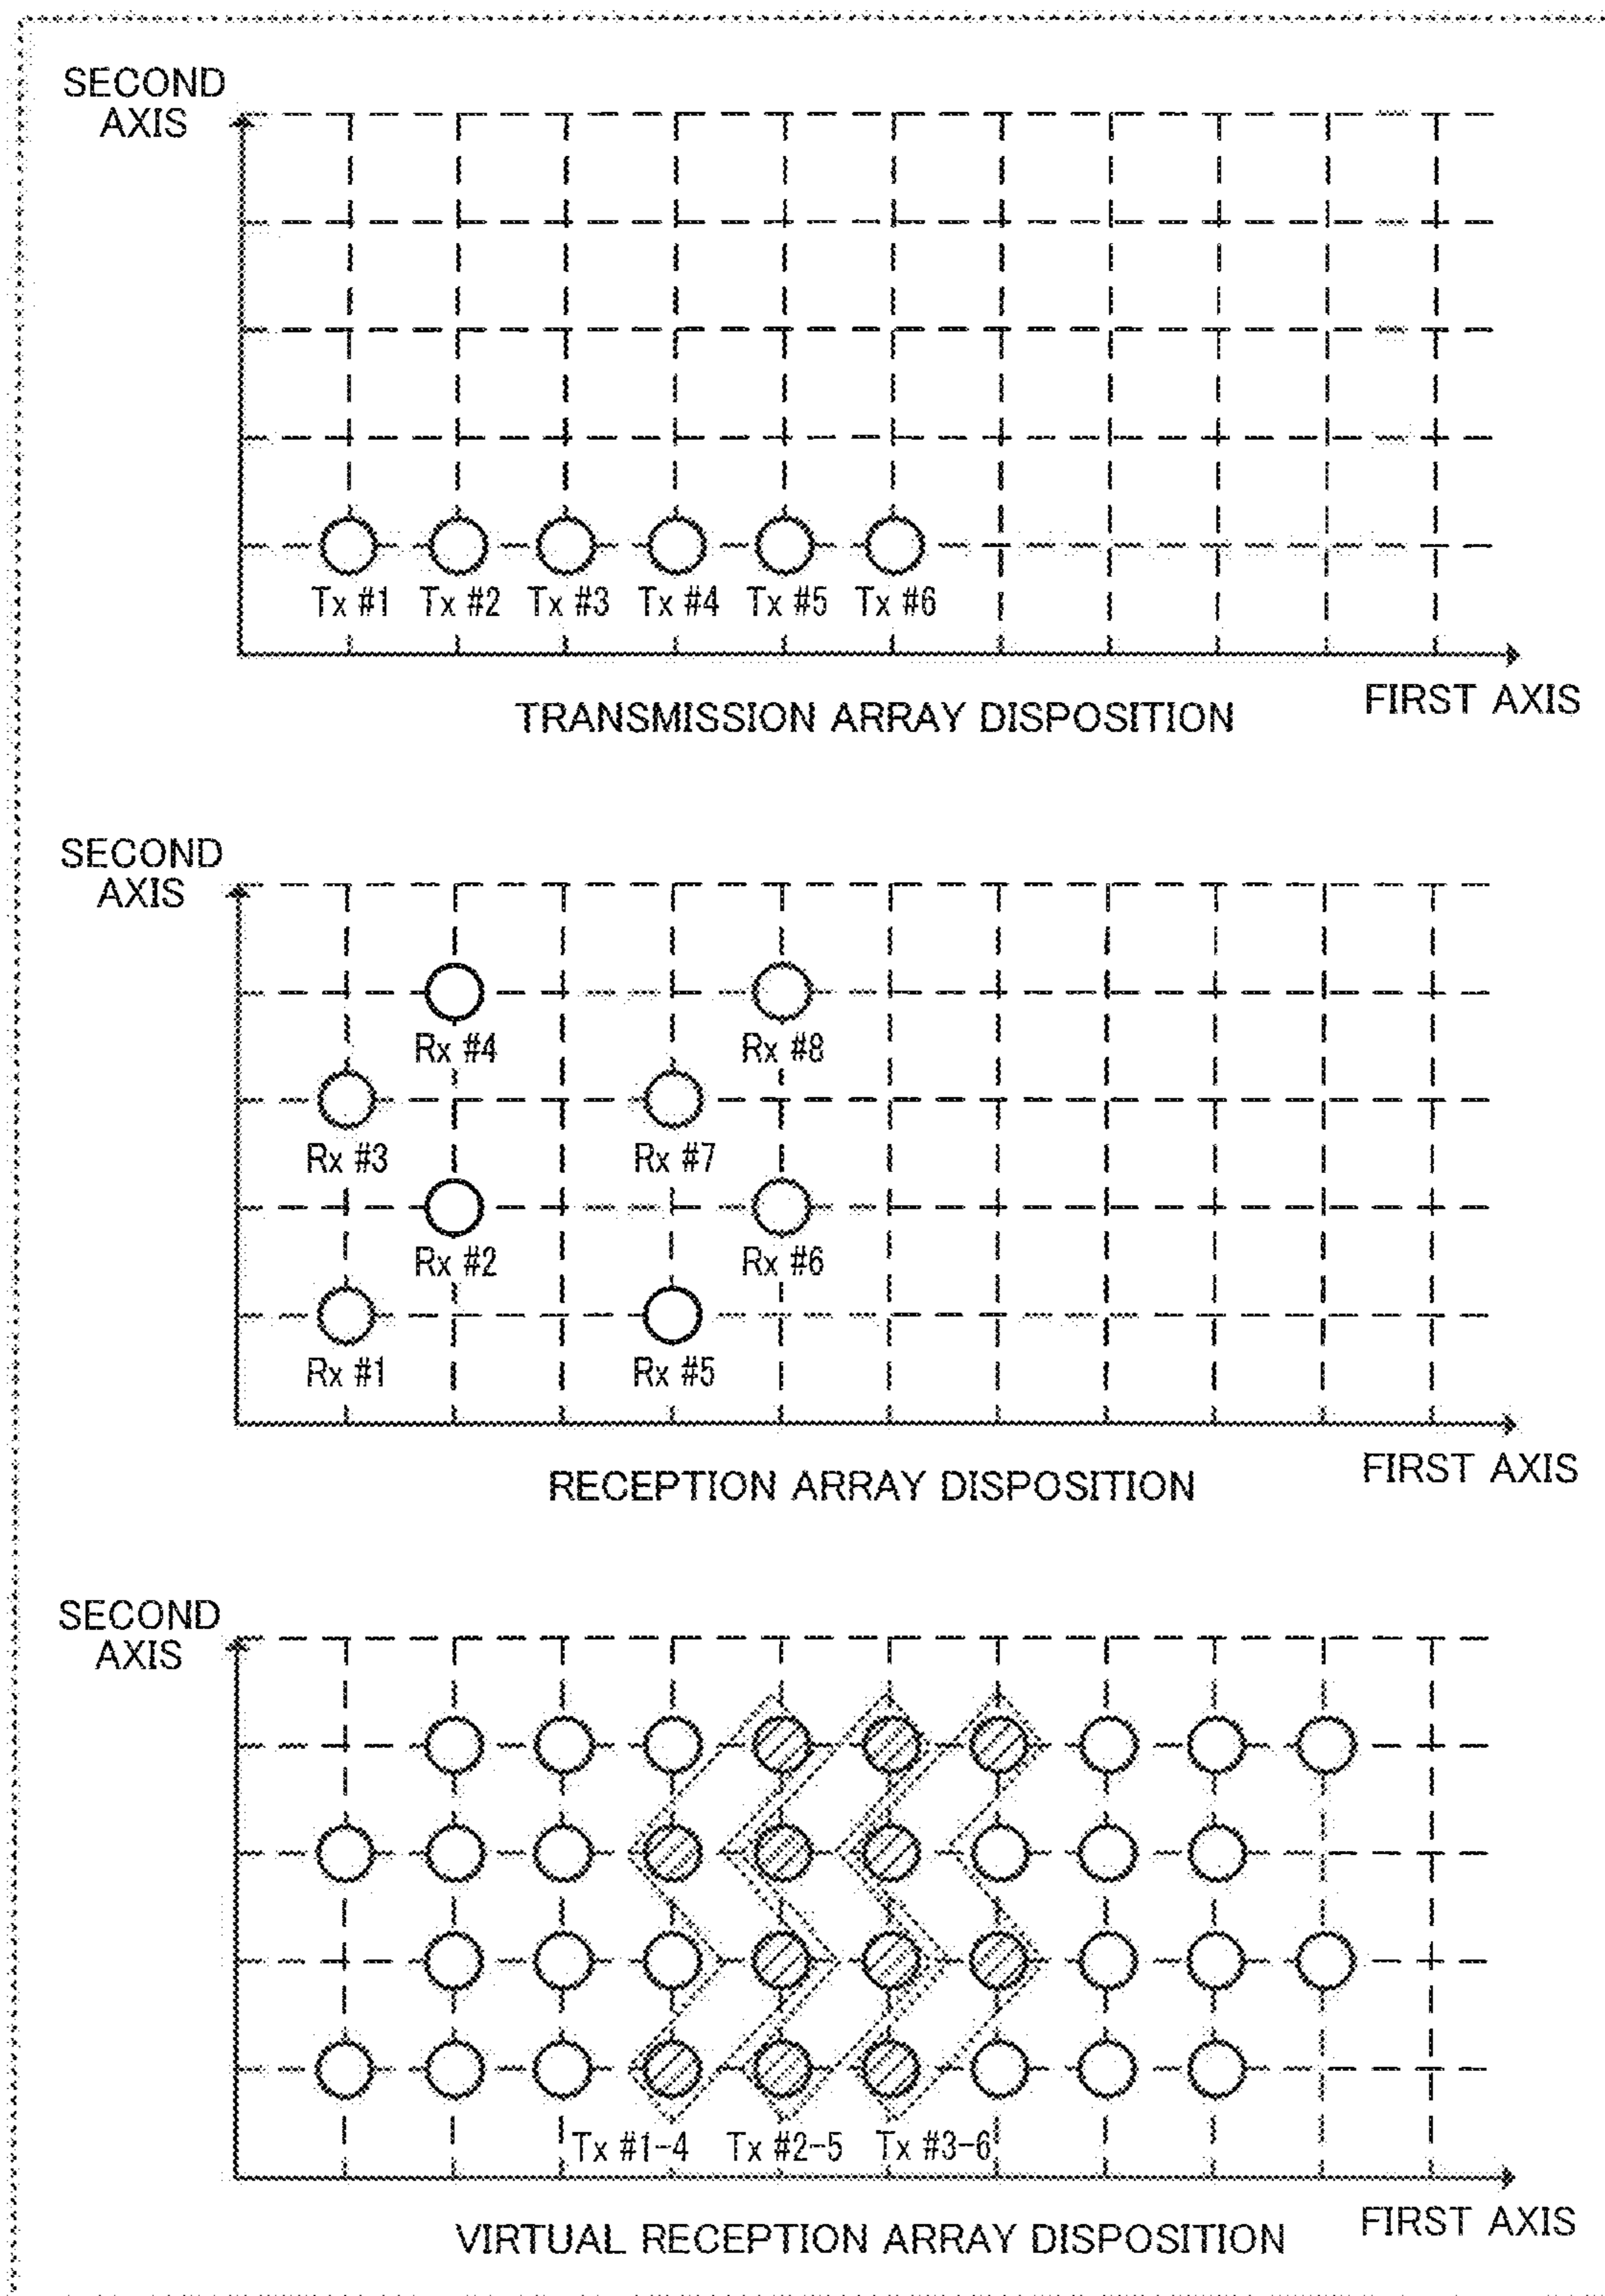 SECOND
AXIS
Tx #1 Tx #2 Tx #3 Tx #4 Tx #5 Tx #6
FIRST AXIS
TRANSMISSION ARRAY DISPOSITION
SECOND
AXIS
Rx #4 Rx #8
Rx #3 Rx #7
Rx #2 Rx #6
Rx #1 Rx #5
FIRST AXIS
RECEPTION ARRAY DISPOSITION
SECOND
AXIS
Tx #1-4 Tx #2-5 Tx #3-6
FIRST AXIS
VIRTUAL RECEPTION ARRAY DISPOSITION